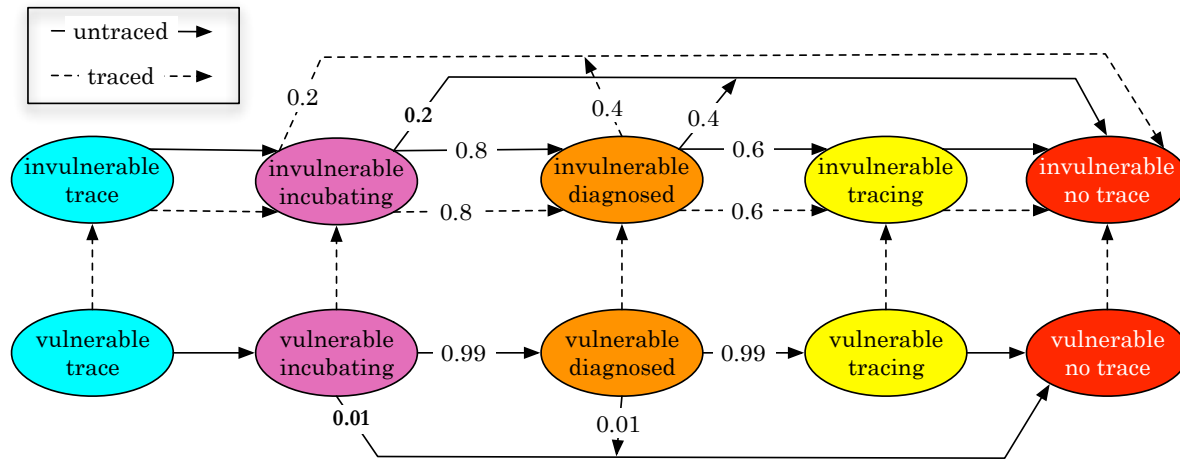 untraced
traced
0.2
0.2
0.4
0.4
invulnerable
trace
invulnerable
incubating
0.8
0.8
invulnerable
diagnosed
0.6
0.6
invulnerable
tracing
invulnerable
no trace
vulnerable
trace
vulnerable
incubating
0.99
vulnerable
diagnosed
0.99
vulnerable
tracing
vulnerable
no trace
0.01
0.01